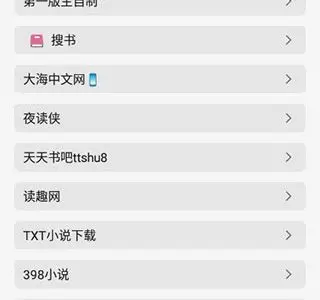 第一版主自制
搜书
大海中文网
夜读侠
天天书吧ttshu8
读趣网
TXT小说下载
398小说